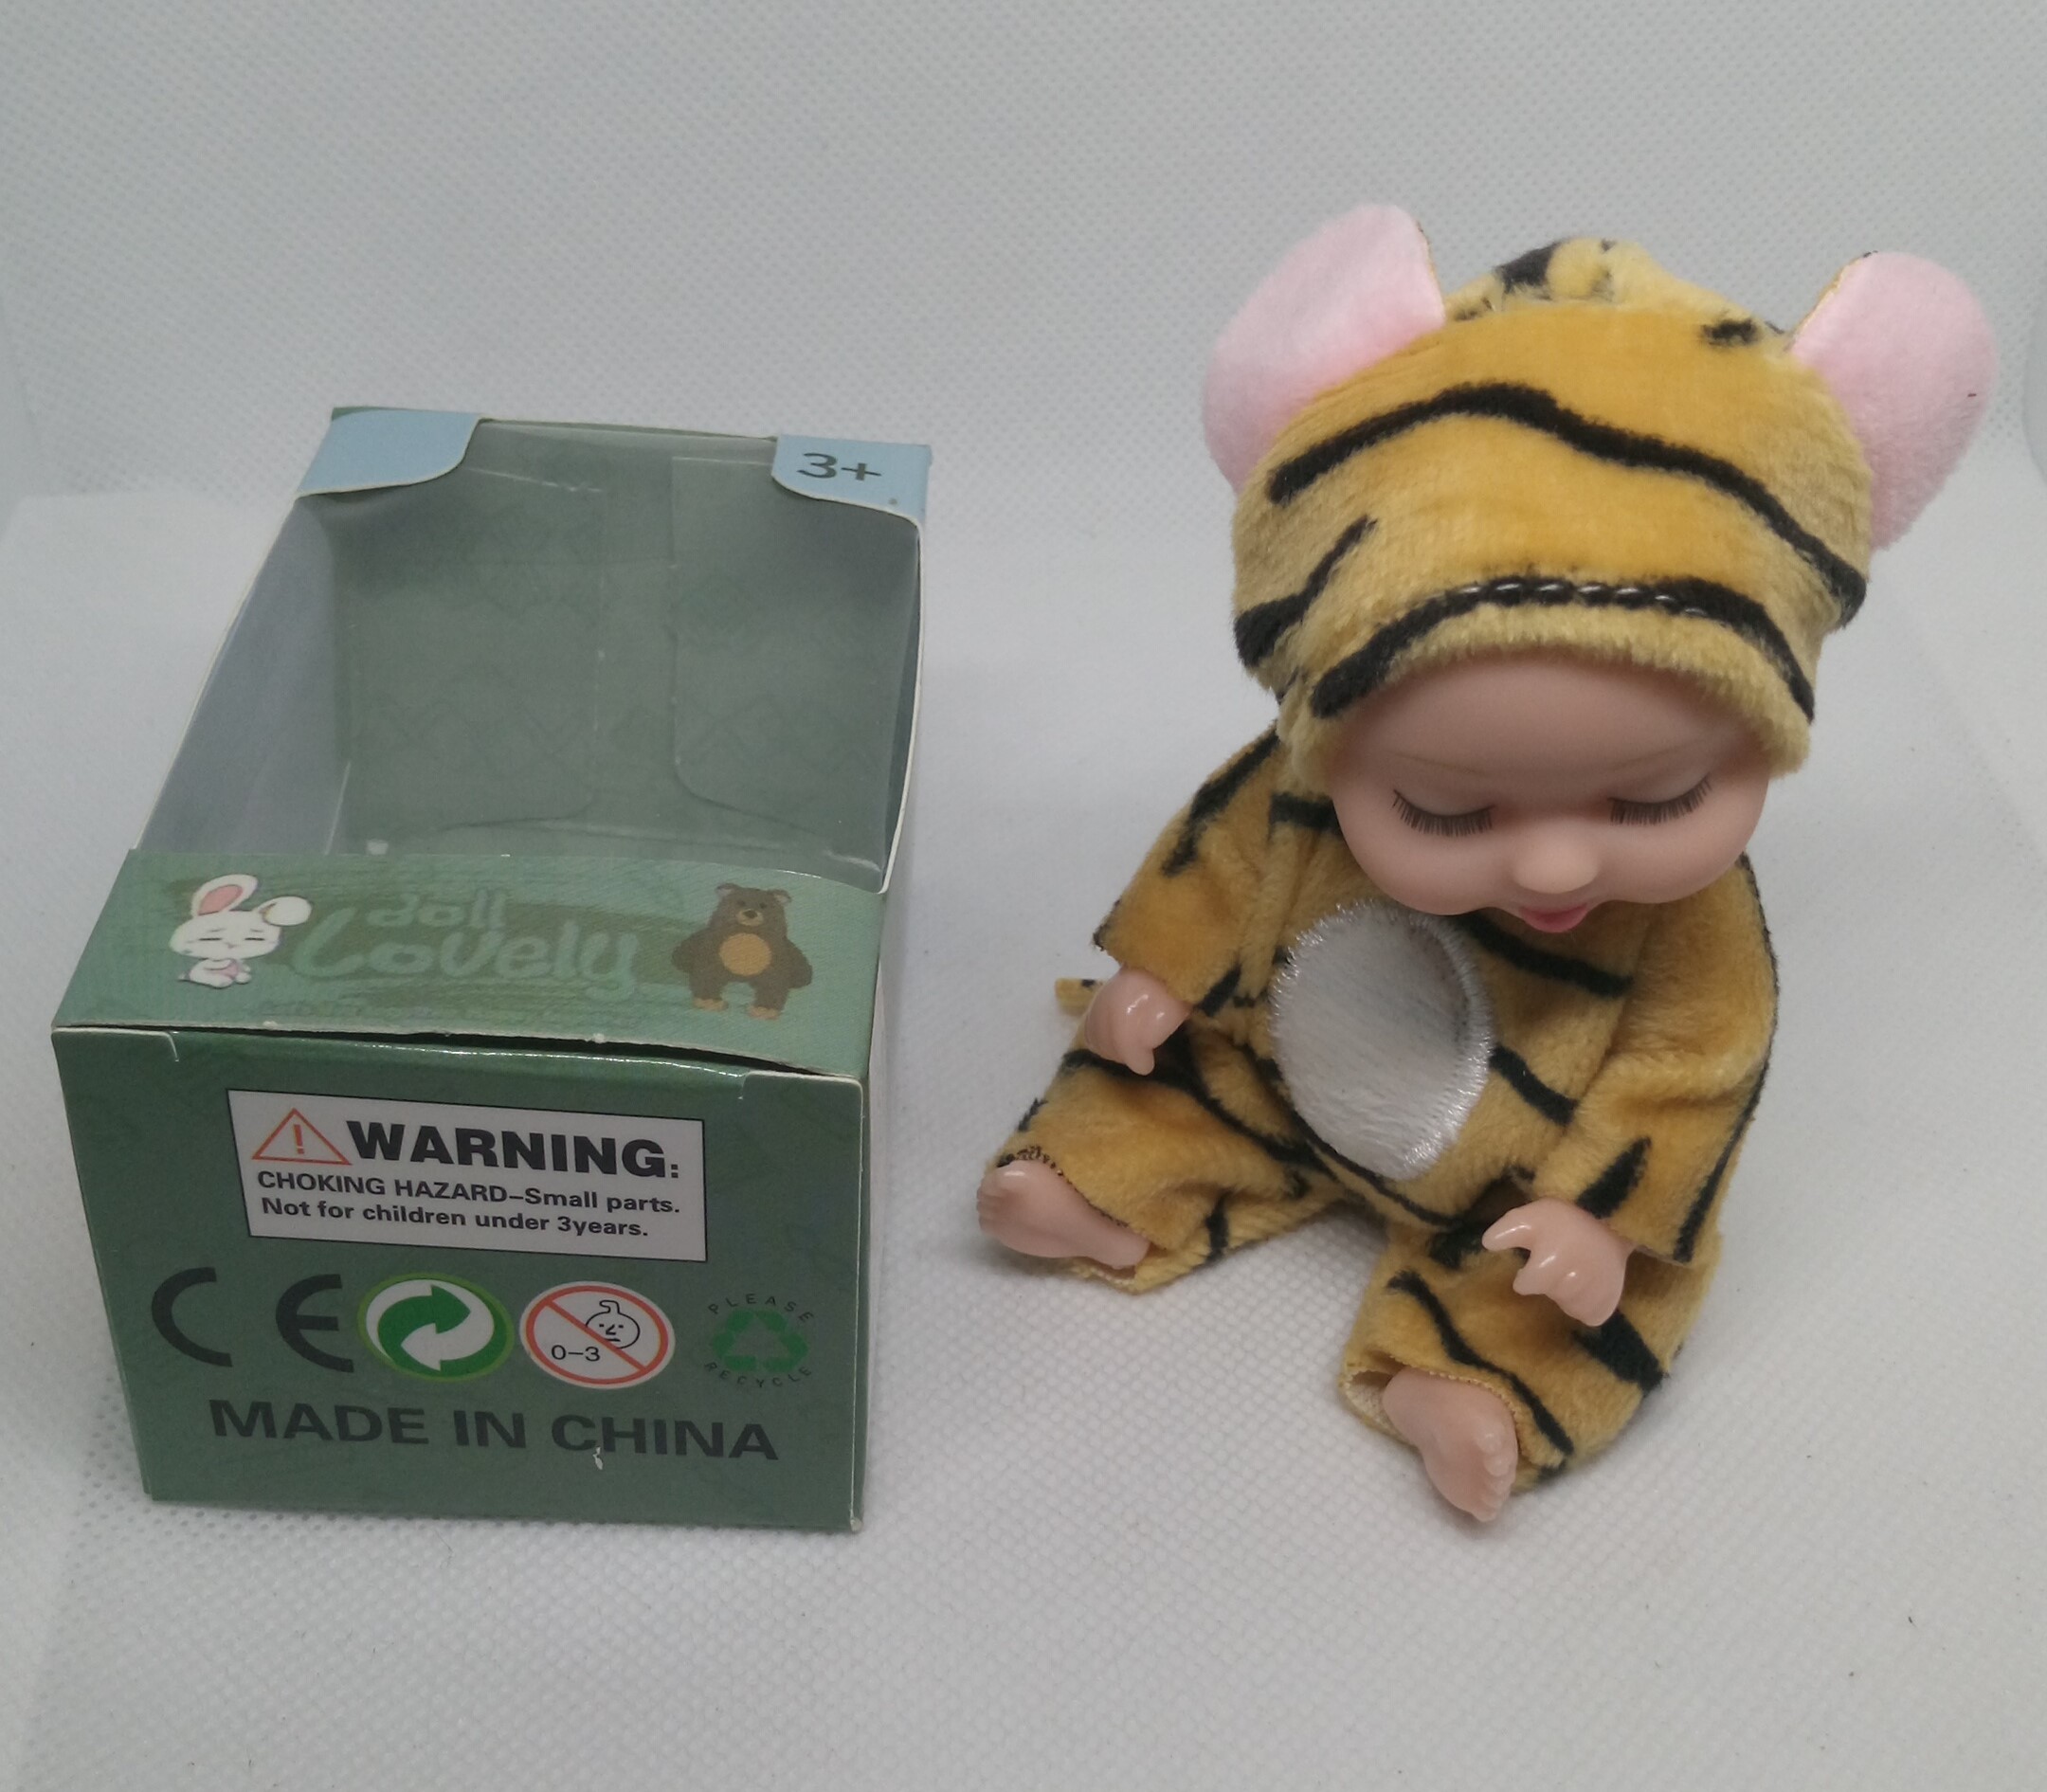 3+
doll
Lovely
WARNING:
CHOKING HAZARD-Small parts.
Not for children under 3years.
CE
0-3
PLEASE
RECYCLE
MADE IN CHINA